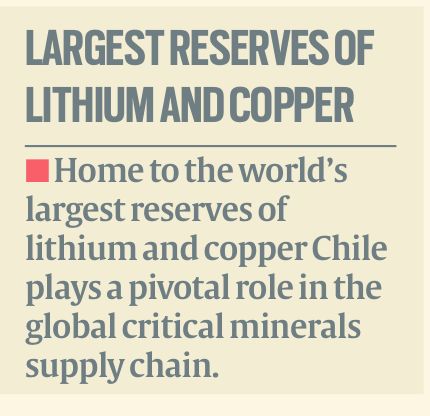 LARGEST RESERVES OF
LITHIUM AND COPPER
Home to the world’s
largest reserves of
lithium and copper Chile
plays a pivotal role in the
global critical minerals
supply chain.